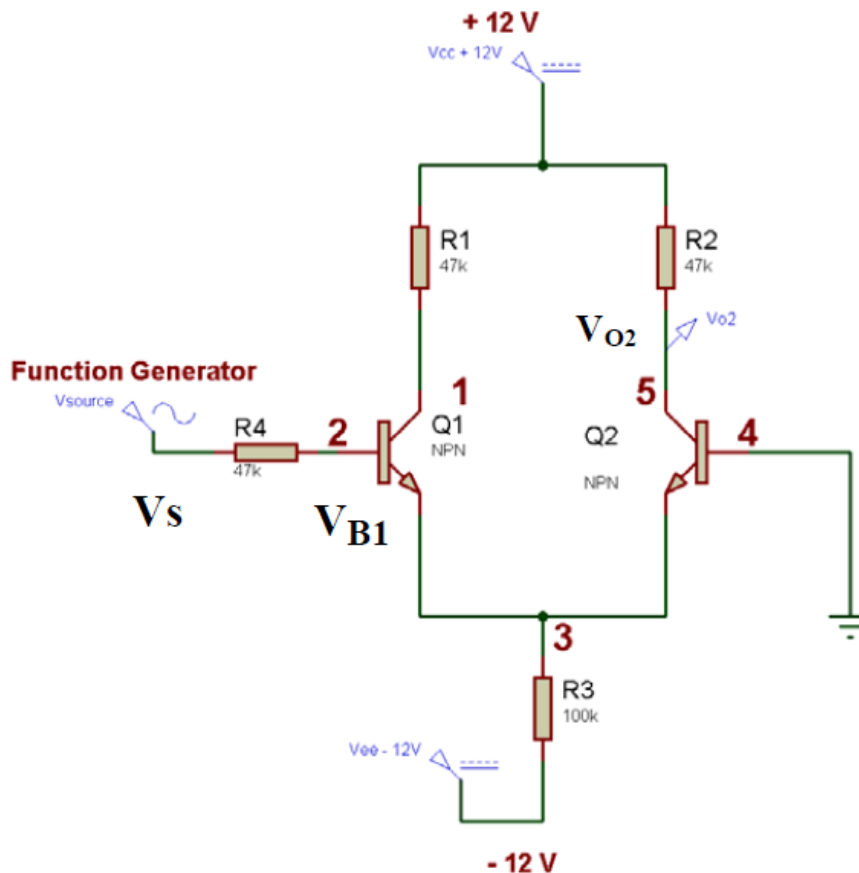 + 12 V
Vcc + 12V
R1
47k
R2
47k
VO2
Vo2
Function Generator
Vsource
R4
47k
2
1
Q1
NPN
5
Q2
NPN
4
Vs
VB1
3
R3
100k
Vee - 12V
- 12 V